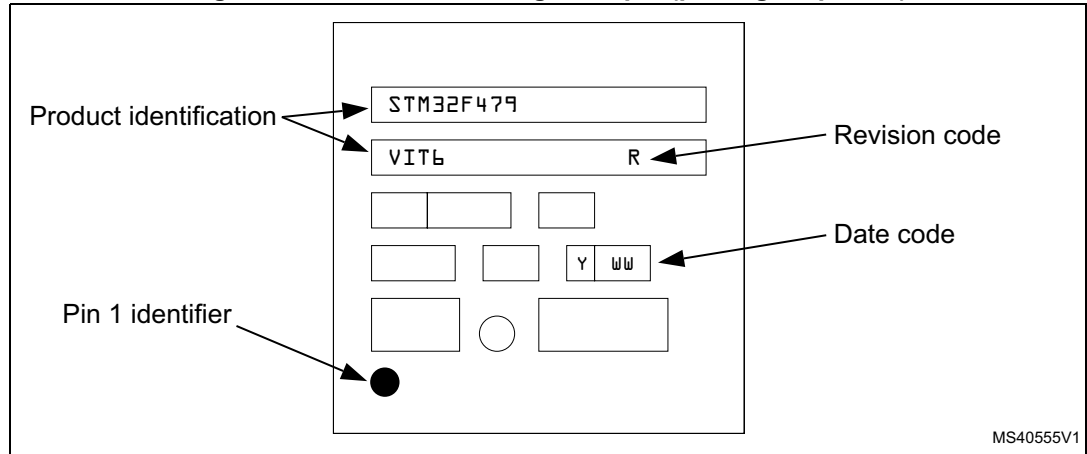 STM32F479
Product identification
VIT6 R
Revision code
Y WW
Date code
Pin 1 identifier
MS40555V1